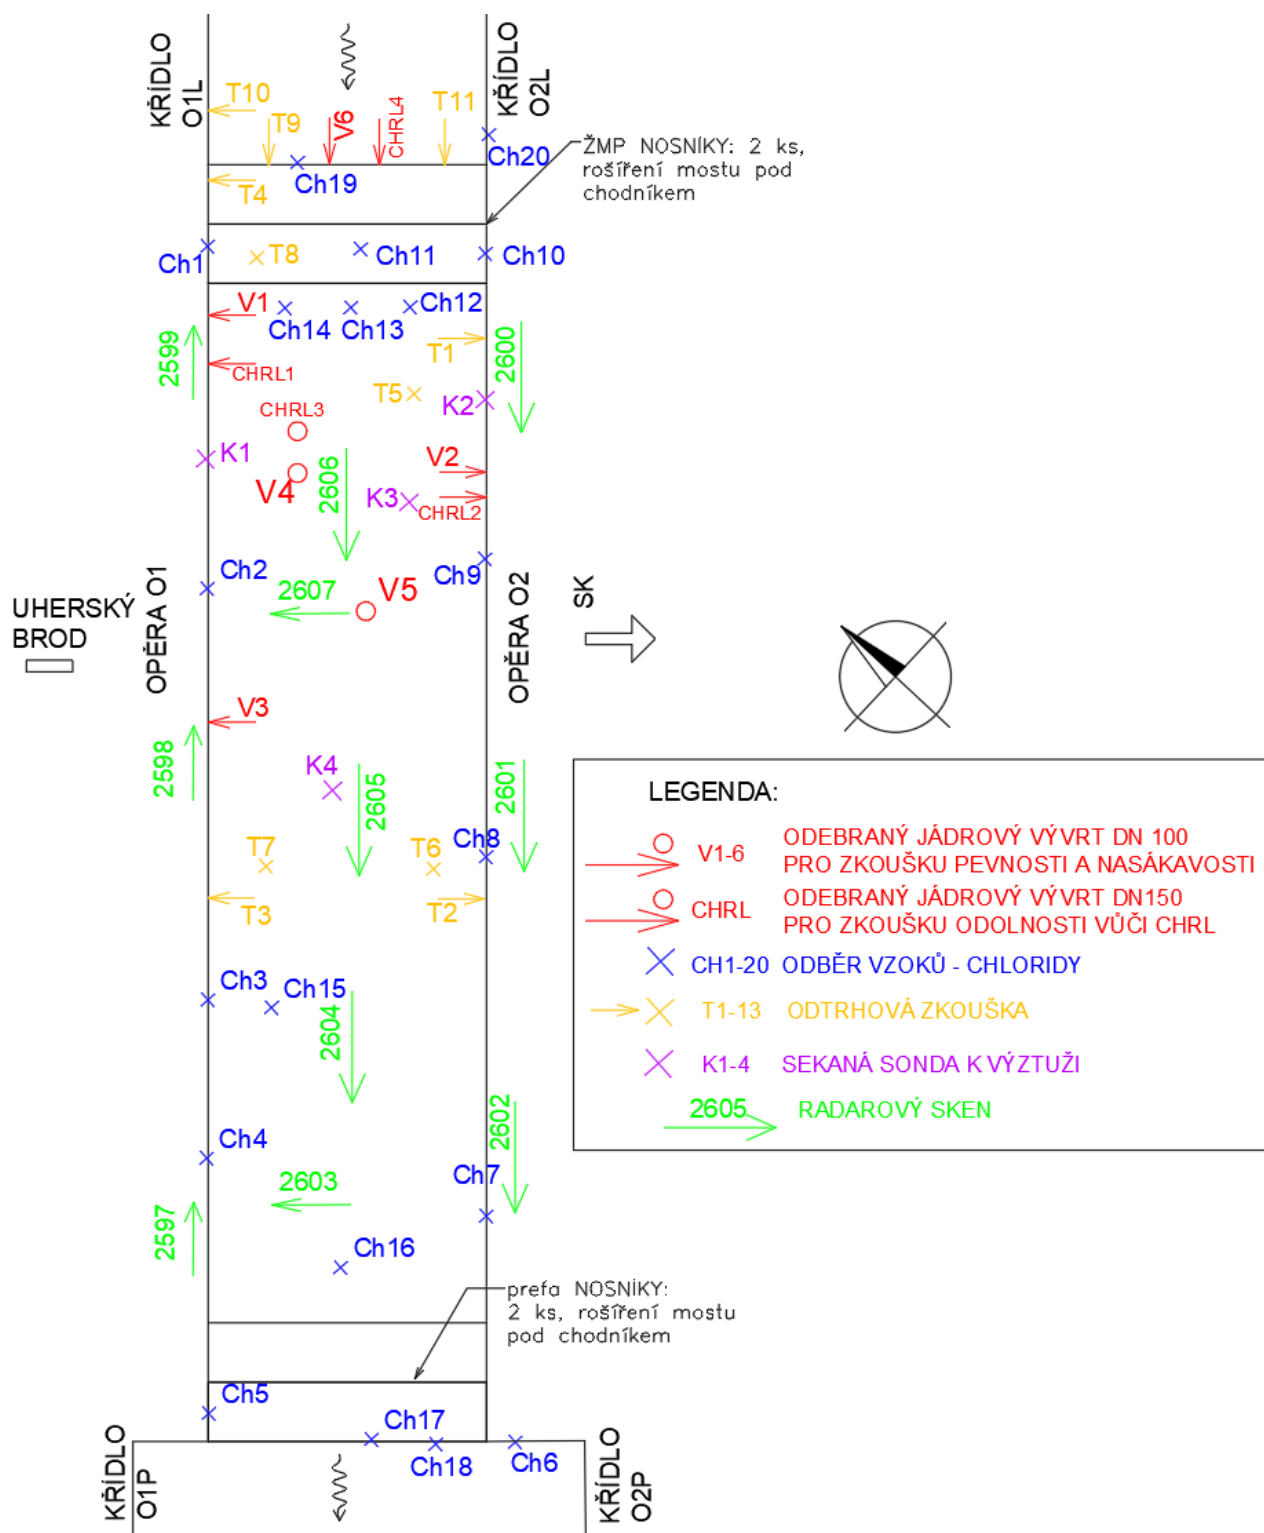 KŘÍDLO
O1L
KŘÍDLO
O2L
T10
T9
V6
CHRL4
T11
Ch20
Ch19
T4
ŽMP NOSNÍKY: 2 ks,
rošíření mostu pod
chodníkem
Ch1
T8
Ch11
Ch10
V1
Ch14
Ch13
Ch12
2599
T1
2600
CHRL1
T5
K2
CHRL3
K1
V4
2606
V2
K3
CHRL2
Ch2
Ch9
2607
V5
UHERSKÝ
BROD
OPĚRA O1
OPĚRA O2
SK
V3
2598
K4
2605
2601
T7
T6
Ch8
T3
T2
Ch3
Ch15
2604
2602
Ch4
Ch7
2603
2597
Ch16
prefa NOSNÍKY:
2 ks, rošíření mostu
pod chodníkem
Ch5
Ch17
Ch18
Ch6
KŘÍDLO
O1P
KŘÍDLO
O2P
LEGENDA:
V1-6 ODEBRANÝ JÁDROVÝ VÝVRT DN 100
PRO ZKOUŠKU PEVNOSTI A NASÁKAVOSTI
CHRL ODEBRANÝ JÁDROVÝ VÝVRT DN150
PRO ZKOUŠKU ODOLNOSTI VŮČI CHRL
CH1-20 ODBĚR VZOKŮ - CHLORIDY
T1-13 ODTRHOVÁ ZKOUŠKA
K1-4 SEKANÁ SONDA K VÝZTUŽI
2605 RADAROVÝ SKEN